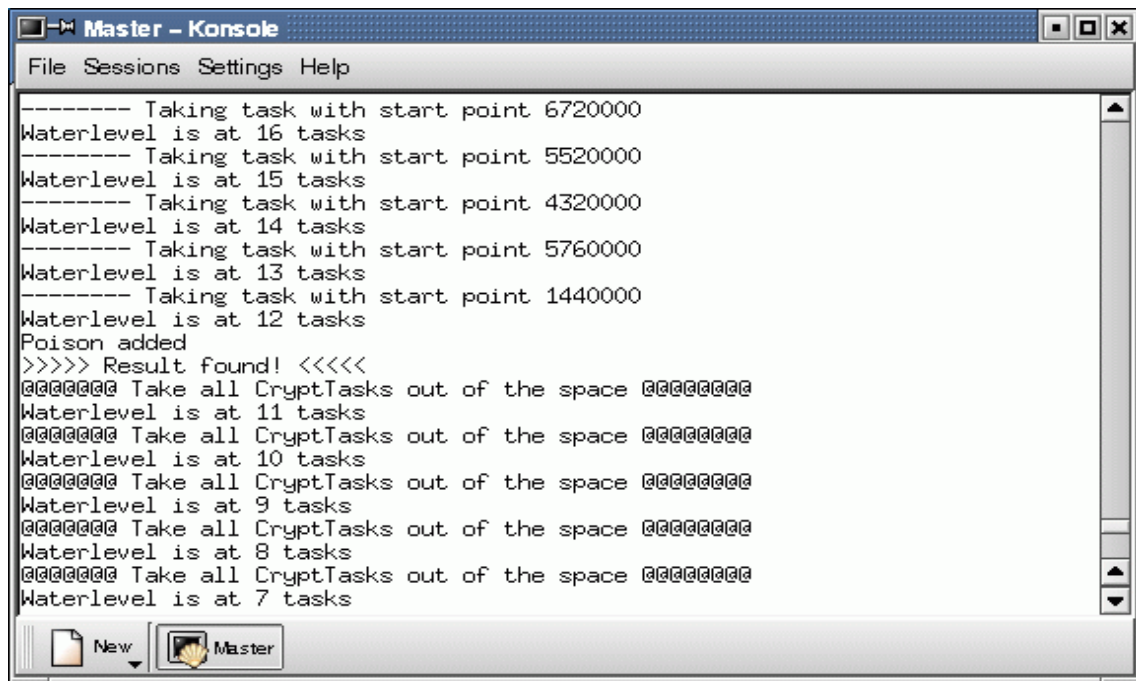 Master – Konsole
File Sessions Settings Help
-------- Taking task with start point 6720000
Waterlevel is at 16 tasks
-------- Taking task with start point 5520000
Waterlevel is at 15 tasks
-------- Taking task with start point 4320000
Waterlevel is at 14 tasks
-------- Taking task with start point 5760000
Waterlevel is at 13 tasks
-------- Taking task with start point 1440000
Waterlevel is at 12 tasks
Poison added
>>>>> Result found! <<<<<
@@@@@@@ Take all CryptTasks out of the space @@@@@@@@
Waterlevel is at 11 tasks
@@@@@@@ Take all CryptTasks out of the space @@@@@@@@
Waterlevel is at 10 tasks
@@@@@@@ Take all CryptTasks out of the space @@@@@@@@
Waterlevel is at 9 tasks
@@@@@@@ Take all CryptTasks out of the space @@@@@@@@
Waterlevel is at 8 tasks
@@@@@@@ Take all CryptTasks out of the space @@@@@@@@
Waterlevel is at 7 tasks
New Master